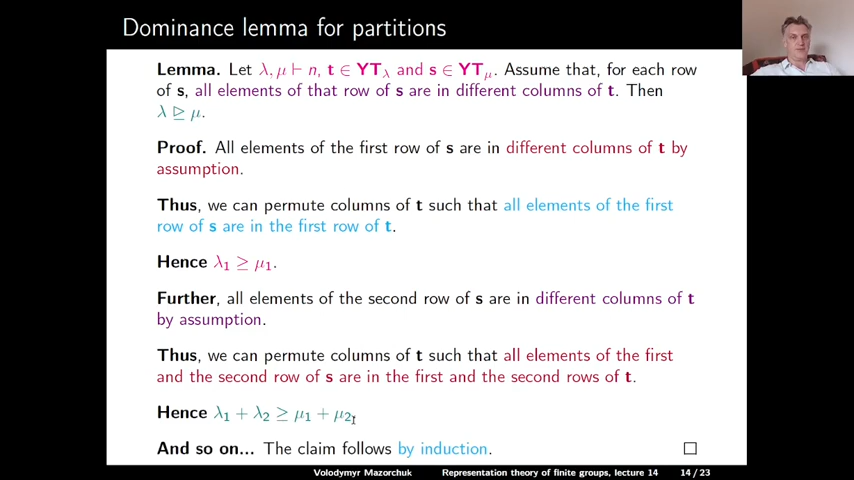 Dominance lemma for partitions
Lemma. Let λ, μ ⊢ n, t ∈ YT_λ and s ∈ YT_μ. Assume that, for each row
of s, all elements of that row of s are in different columns of t. Then
λ ⊵ μ.
Proof. All elements of the first row of s are in different columns of t by
assumption.
Thus, we can permute columns of t such that all elements of the first
row of s are in the first row of t.
Hence λ₁ ≥ μ₁.
Further, all elements of the second row of s are in different columns of t
by assumption.
Thus, we can permute columns of t such that all elements of the first
and the second row of s are in the first and the second rows of t.
Hence λ₁ + λ₂ ≥ μ₁ + μ₂.
And so on... The claim follows by induction. □
Volodymyr Mazorchuk Representation theory of finite groups, lecture 14 14 / 23